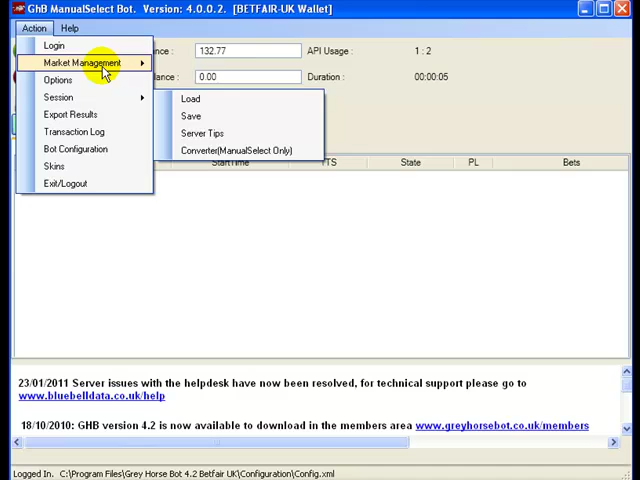 GhB ManualSelect Bot. Version: 4.0.0.2. [BETFAIR-UK Wallet]
Action Help
Login
Market Management
Options
Session
Export Results
Transaction Log
Bot Configuration
Skins
Exit/Logout
Load
Save
Server Tips
Converter(ManualSelect Only)
132.77 API Usage : 1 : 2
0.00 Duration : 00:00:05
StartTime TTS State PL Bets
23/01/2011 Server issues with the helpdesk have now been resolved, for technical support please go to
www.bluebelldata.co.uk/help
18/10/2010: GHB version 4.2 is now available to download in the members area www.greyhorsebot.co.uk/members
Logged In. C:\Program Files\Grey Horse Bot 4.2 Betfair UK\Configuration\Config.xml